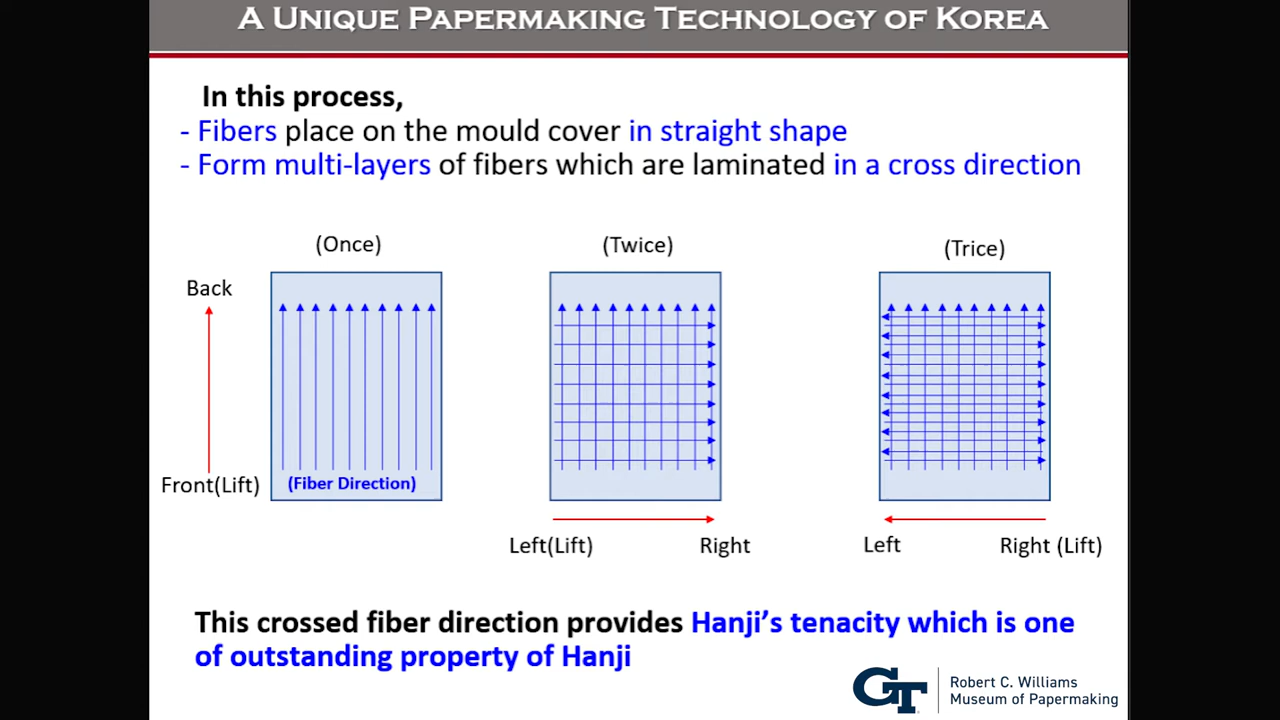 A UNIQUE PAPERMAKING TECHNOLOGY OF KOREA
In this process,
- Fibers place on the mould cover in straight shape
- Form multi-layers of fibers which are laminated in a cross direction
(Once)
(Twice)
(Trice)
Back
Front(Lift)
(Fiber Direction)
Left(Lift)
Right
Left
Right (Lift)
This crossed fiber direction provides Hanji's tenacity which is one
of outstanding property of Hanji
GT
Robert C. Williams
Museum of Papermaking